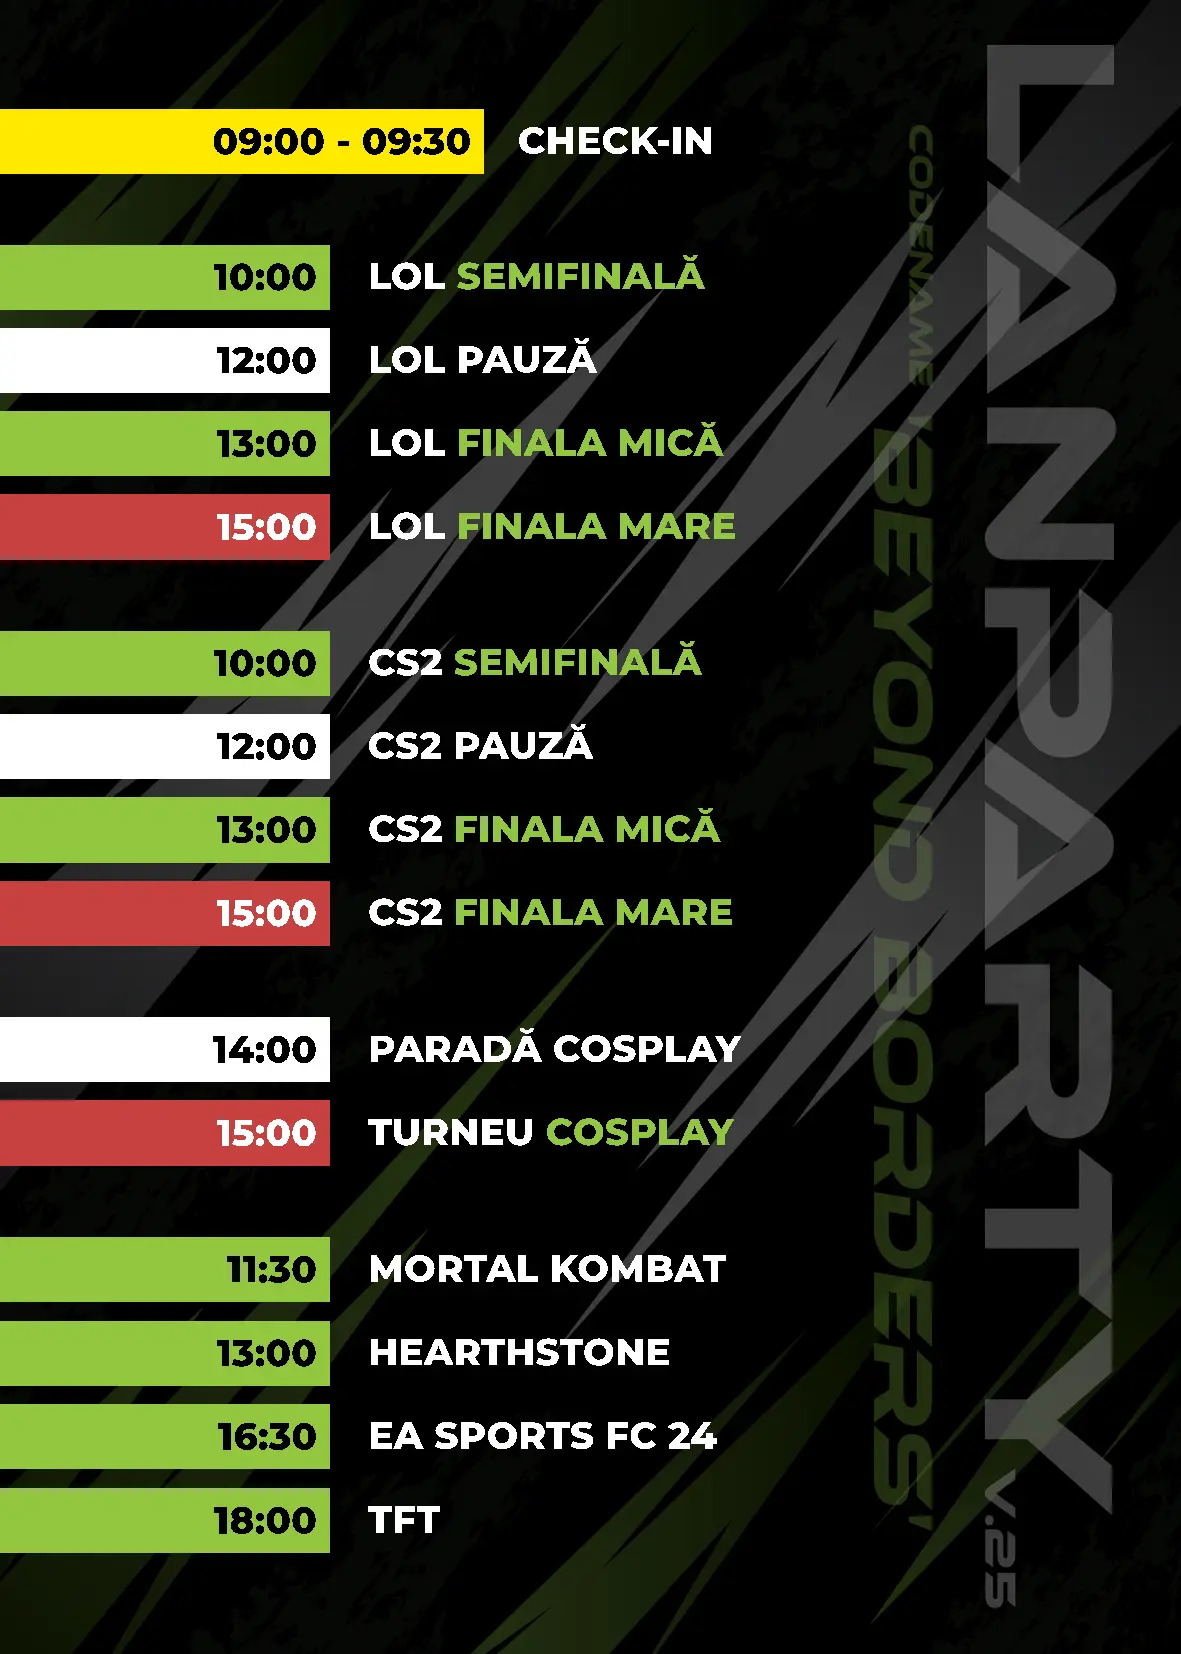 09:00 - 09:30 CHECK-IN
10:00 LOL SEMIFINALĂ
12:00 LOL PAUZĂ
13:00 LOL FINALA MICĂ
15:00 LOL FINALA MARE
10:00 CS2 SEMIFINALĂ
12:00 CS2 PAUZĂ
13:00 CS2 FINALA MICĂ
15:00 CS2 FINALA MARE
14:00 PARADĂ COSPLAY
15:00 TURNEU COSPLAY
11:30 MORTAL KOMBAT
13:00 HEARTHSTONE
16:30 EA SPORTS FC 24
18:00 TFT
LANPARTY V.25
CODENAME 'BEYOND BORDERS'